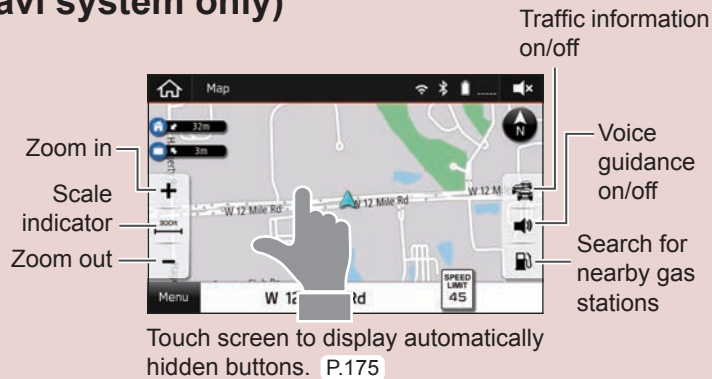 avi system only)
Traffic information
on/off
Map
N
32m
3m
Zoom in
Scale
indicator
Zoom out
Voice
guidance
on/off
Search for
nearby gas
stations
W 12 Mile Rd
W 12 Mile Rd
W 12 M
SPEED
LIMIT
45
Menu
W 12 Rd
Touch screen to display automatically
hidden buttons. P.175